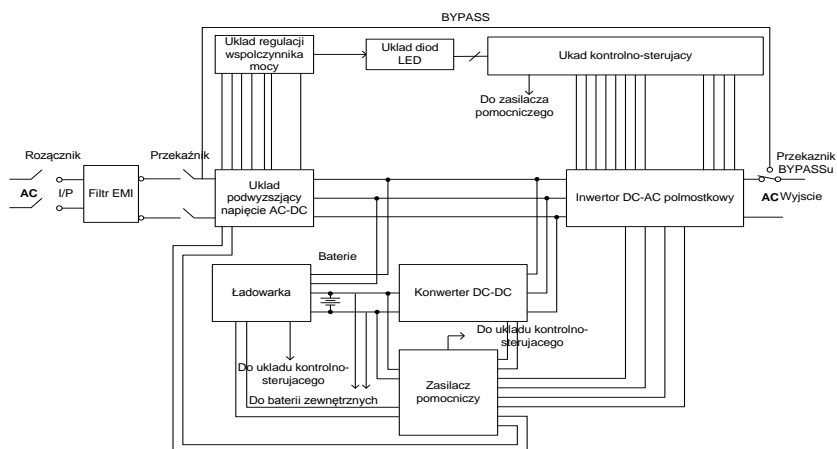 BYPASS
Uklad regulacji
wspolczynnika
mocy
Uklad diod
LED
Ukad kontrolno-sterujacy
Do zasilacza
pomocniczego
Rozącznik
Przekaźnik
Przekaznik
BYPASSu
AC
I/P
Filtr EMI
Uklad
podwyzszjący
napięcie AC-DC
Inwertor DC-AC polmostkowy
AC Wyjscie
Baterie
Ładowarka
Konwerter DC-DC
Do ukladu kontrolno-
sterujacego
Do ukladu kontrolno-
sterujacego
Do baterii zewnętrznych
Zasilacz
pomocniczy